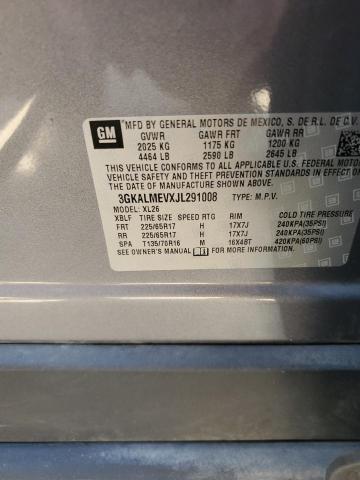 GM
MFD BY GENERAL MOTORS DE MEXICO, S. DE R.L. DE C.V.
GVWR GAWR FRT GAWR RR
2025 KG 1175 KG 1200 KG
4464 LB 2590 LB 2645 LB
THIS VEHICLE CONFORMS TO ALL APPLICABLE U.S. FEDERAL MOTOR
VEHICLE SAFETY, BUMPER, AND THEFT PREVENTION STANDARDS
IN EFFECT ON THE DATE OF MANUFACTURE SHOWN ABOVE.
3GKALMEVXJL291008 TYPE: M.P.V.
MODEL: XL26
XBLF TIRE SIZE SPEED RTG RIM COLD TIRE PRESSURE
FRT 225/65R17 H 17X7J 240KPA(35PSI)
RR 225/65R17 H 17X7J 240KPA(35PSI)
SPA T135/70R16 M 16X4BT 420KPA(60PSI)
SEE OWNER'S MANUAL FOR MORE INFORMATION.